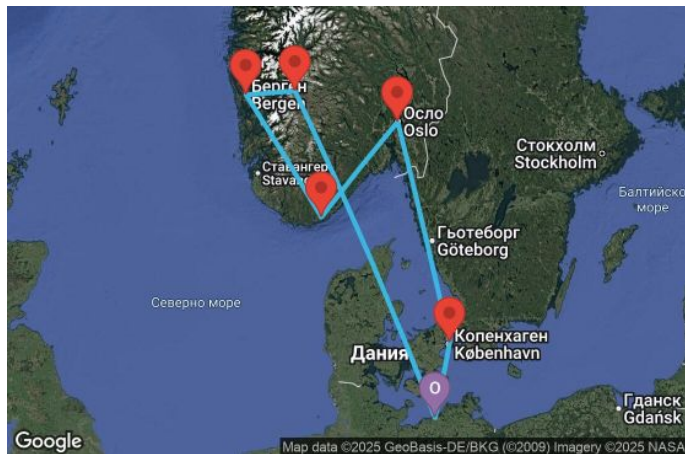 Берген
Bergen
Осло
Oslo
Стокхолм
Stockholm
Ставангер
Балтийско
море
Гьотеборг
Göteborg
Северно море
Копенхаген
København
Дания
O
Гданск
Gdańsk
Google
Map data ©2025 GeoBasis-DE/BKG (©2009) Imagery ©2025 NASA